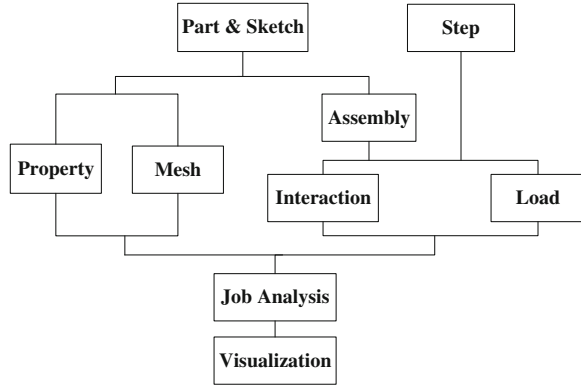 Part & Sketch
Step
Assembly
Property
Mesh
Interaction
Load
Job Analysis
Visualization